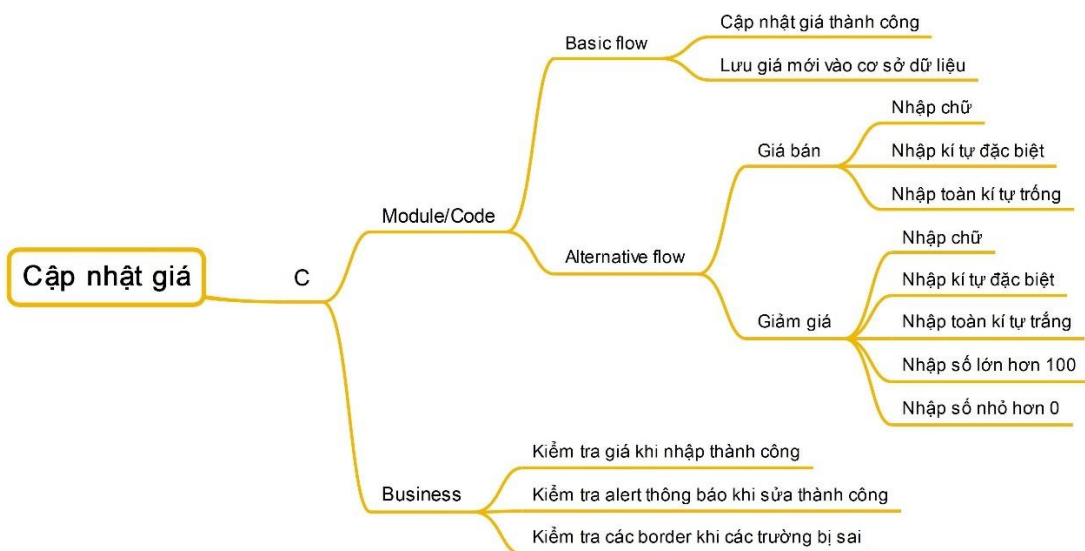 Cập nhật giá
C
Module/Code
Basic flow
Cập nhật giá thành công
Lưu giá mới vào cơ sở dữ liệu
Alternative flow
Giá bán
Nhập chữ
Nhập kí tự đặc biệt
Nhập toàn kí tự trống
Giảm giá
Nhập chữ
Nhập kí tự đặc biệt
Nhập toàn kí tự trắng
Nhập số lớn hơn 100
Nhập số nhỏ hơn 0
Business
Kiểm tra giá khi nhập thành công
Kiểm tra alert thông báo khi sửa thành công
Kiểm tra các border khi các trường bị sai